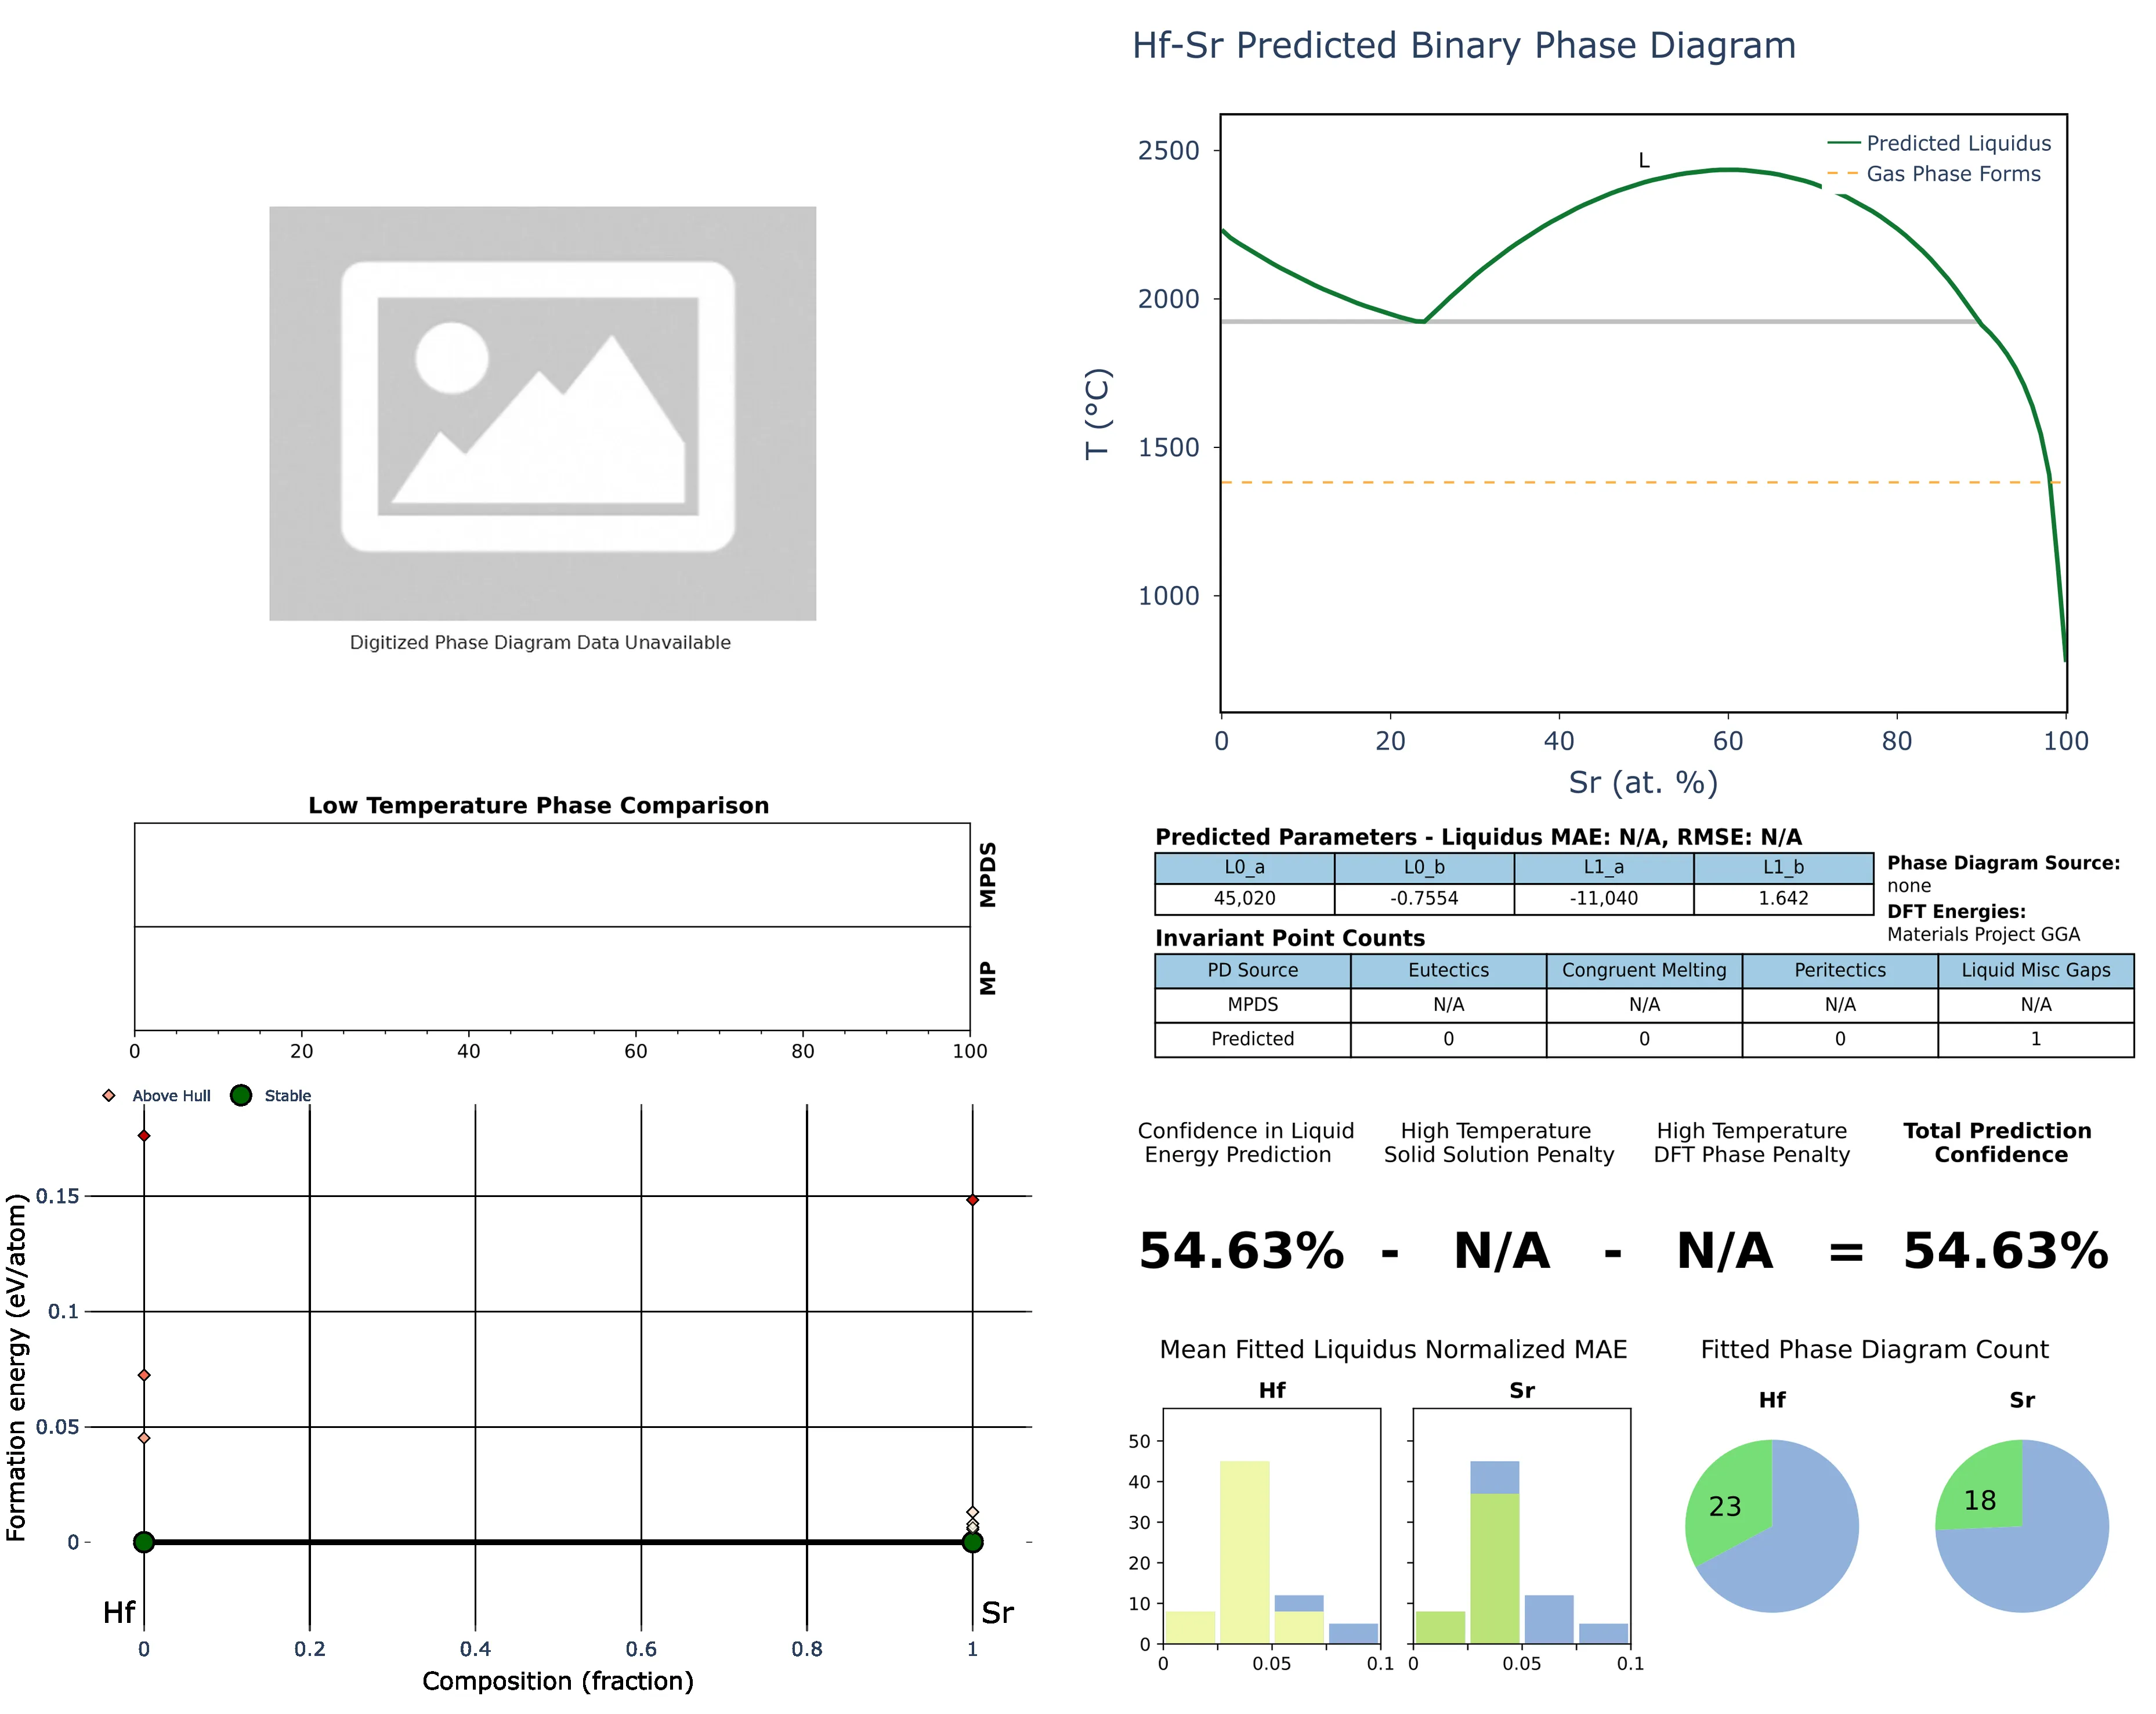 Hf-Sr Predicted Binary Phase Diagram
Digitized Phase Diagram Data Unavailable
2500
2000
1500
1000
T (°C)
L
Predicted Liquidus
Gas Phase Forms
0 20 40 60 80 100
Sr (at. %)
Low Temperature Phase Comparison
MPDS
MP
0 20 40 60 80 100
Predicted Parameters - Liquidus MAE: N/A, RMSE: N/A
L0_a L0_b L1_a L1_b
45,020 -0.7554 -11,040 1.642
Phase Diagram Source:
none
DFT Energies:
Materials Project GGA
Invariant Point Counts
PD Source Eutectics Congruent Melting Peritectics Liquid Misc Gaps
MPDS N/A N/A N/A N/A
Predicted 0 0 0 1
Above Hull Stable
Formation energy (eV/atom)
0.15
0.1
0.05
0
Hf
Sr
0 0.2 0.4 0.6 0.8 1
Composition (fraction)
Confidence in Liquid
Energy Prediction
High Temperature
Solid Solution Penalty
High Temperature
DFT Phase Penalty
Total Prediction
Confidence
54.63% - N/A - N/A = 54.63%
Mean Fitted Liquidus Normalized MAE
Hf
Sr
50
40
30
20
10
0
0 0.05 0.1
0 0.05 0.1
Fitted Phase Diagram Count
Hf
Sr
23
18